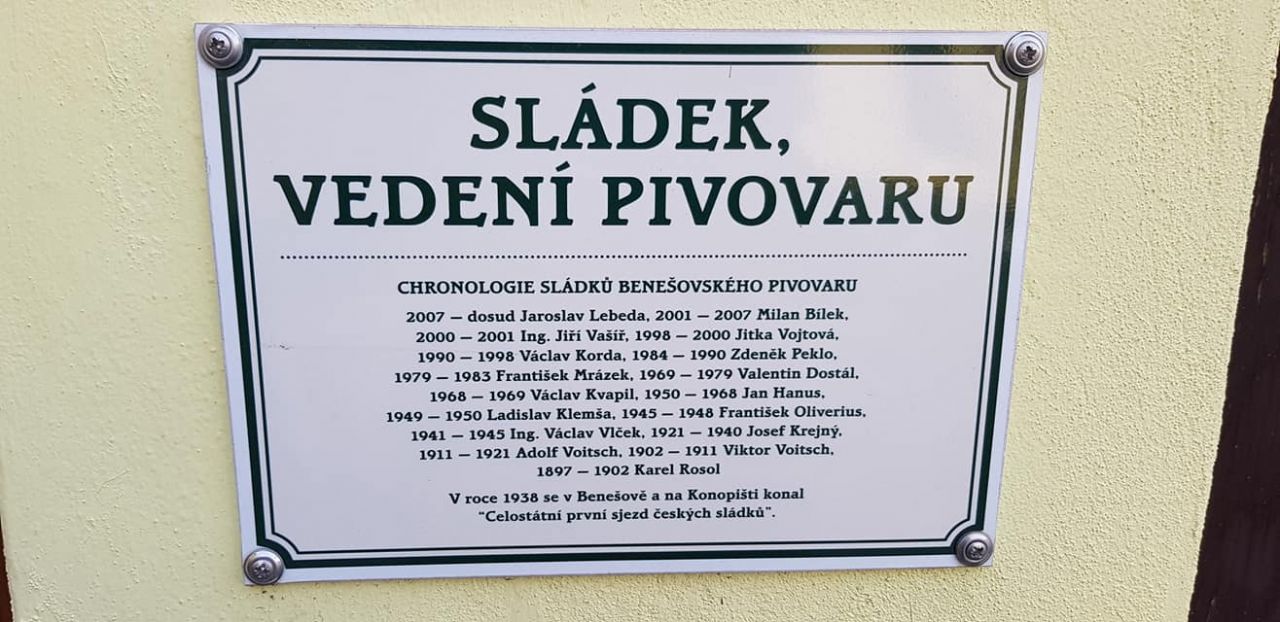 SLÁDEK,
VEDENÍ PIVOVARU
CHRONOLOGIE SLÁDKŮ BENEŠOVSKÉHO PIVOVARU
2007 – dosud Jaroslav Lebeda, 2001 – 2007 Milan Bílek,
2000 – 2001 Ing. Jiří Vašíř, 1998 – 2000 Jitka Vojtová,
1990 – 1998 Václav Korda, 1984 – 1990 Zdeněk Peklo,
1979 – 1983 František Mrázek, 1969 – 1979 Valentin Dostál,
1968 – 1969 Václav Kvapil, 1950 – 1968 Jan Hanus,
1949 – 1950 Ladislav Klemša, 1945 – 1948 František Oliverius,
1941 – 1945 Ing. Václav Vlček, 1921 – 1940 Josef Krejný,
1911 – 1921 Adolf Voitsch, 1902 – 1911 Viktor Voitsch,
1897 – 1902 Karel Rosol
V roce 1938 se v Benešově a na Konopišti konal
"Celostátní první sjezd českých sládků".